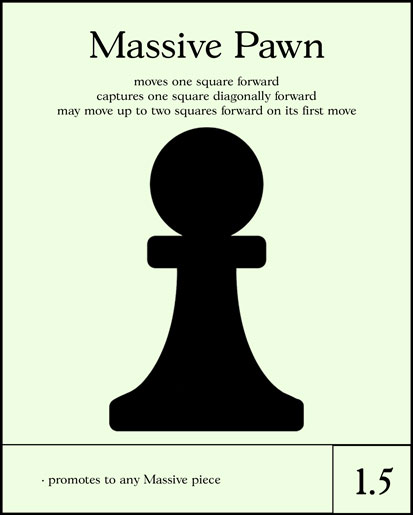 Massive Pawn
moves one square forward
captures one square diagonally forward
may move up to two squares forward on its first move
· promotes to any Massive piece
1.5